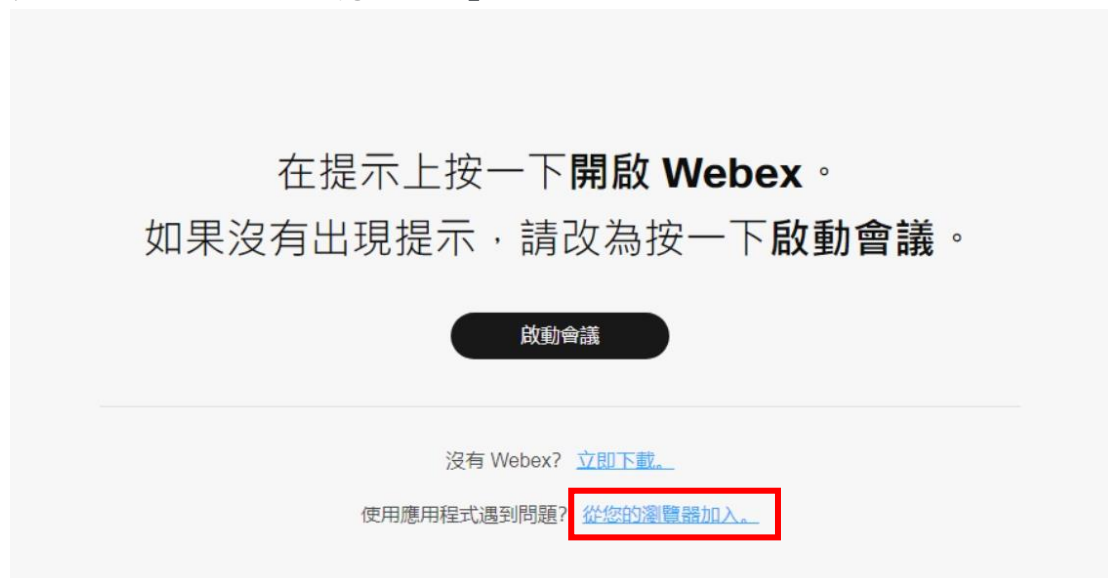 在提示上按一下開啟 Webex。
如果沒有出現提示，請改為按一下啟動會議。
啟動會議
沒有 Webex? 立即下載。
使用應用程式遇到問題? 從您的瀏覽器加入。